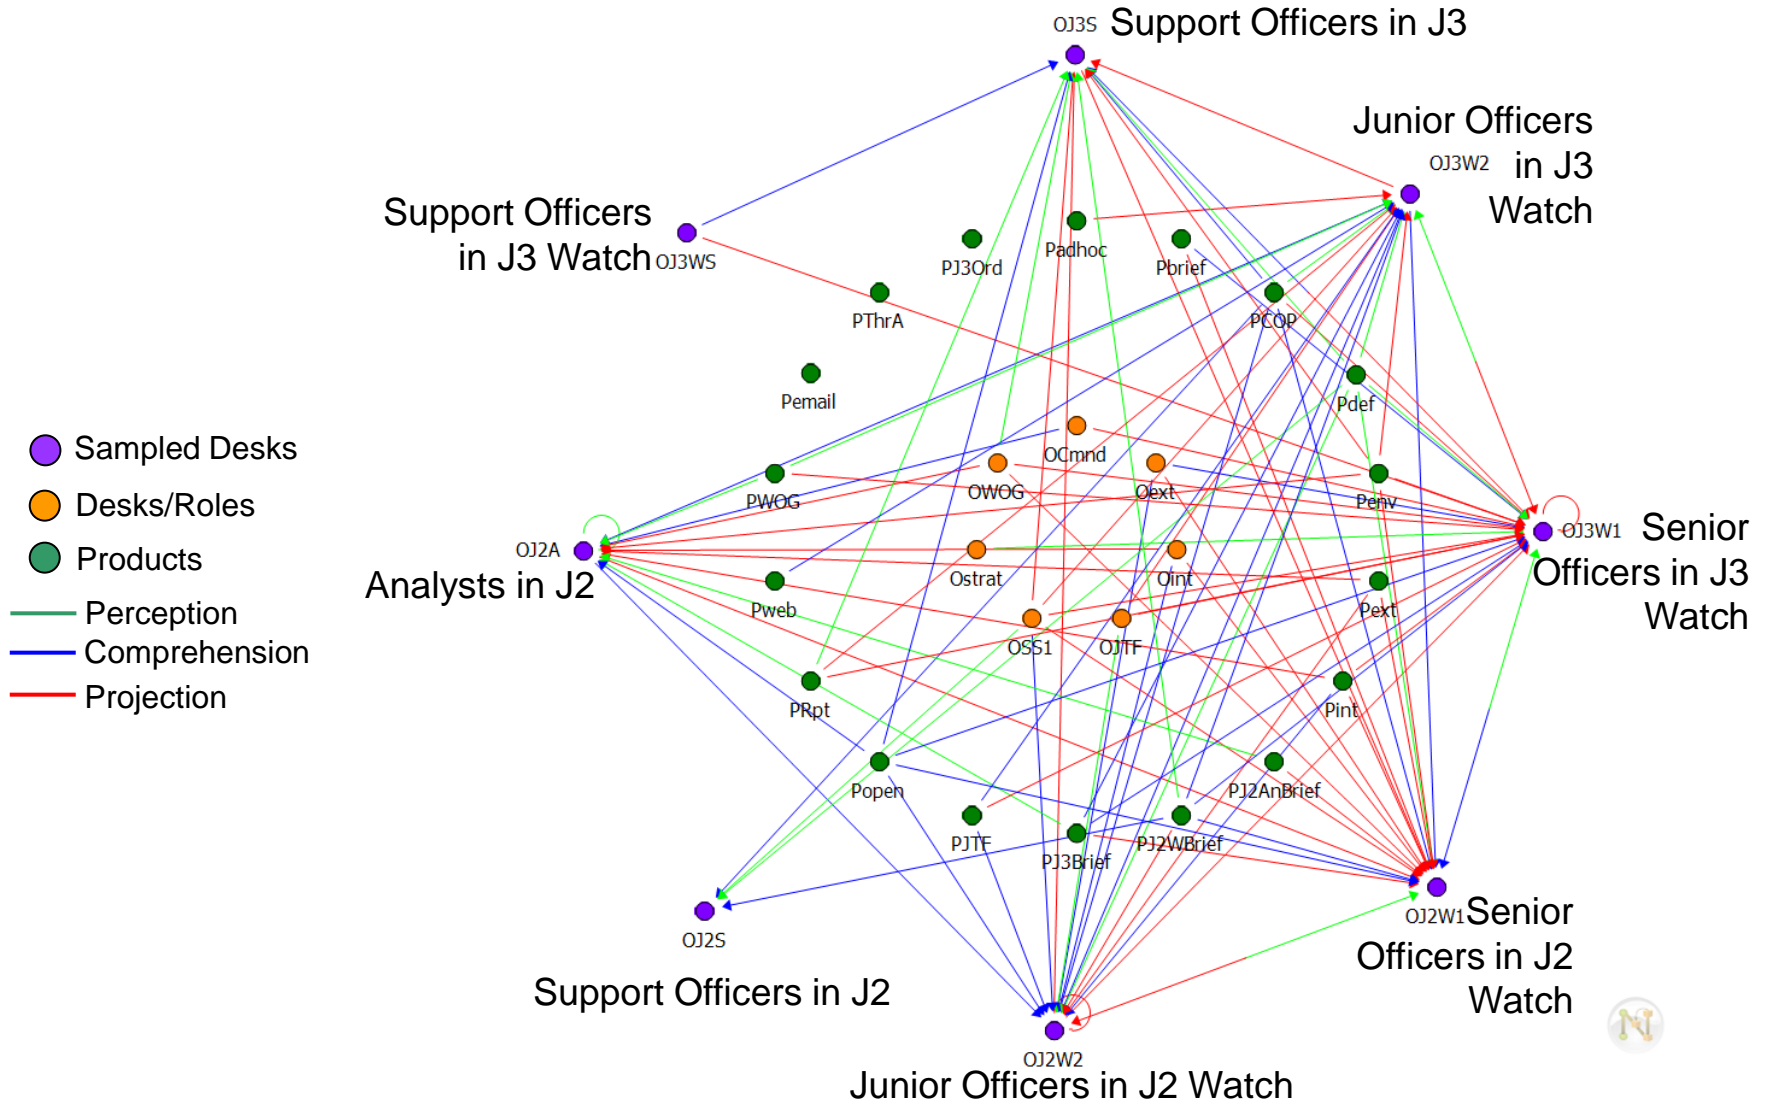 OJ3S Support Officers in J3
Junior Officers
in J3
Watch
OJ3W2
Support Officers
in J3 Watch
OJ3WS
PJ3Ord
Padhoc
Pbrief
PThrA
PCOP
Pemail
Pdef
OCmnd
PWOG
OWOG
Oext
Penv
OJ2A
Analysts in J2
Ostrat
Oint
OJ3W1
Senior
Officers in J3
Watch
Pweb
Pext
OSS1
OJTF
PRpt
Pint
Popen
PJ2AnBrief
PJTF
PJ3Brief
PJ2WBrief
OJ2S
Support Officers in J2
OJ2W1
Senior
Officers in J2
Watch
OJ2W2
Junior Officers in J2 Watch
Sampled Desks
Desks/Roles
Products
Perception
Comprehension
Projection
N